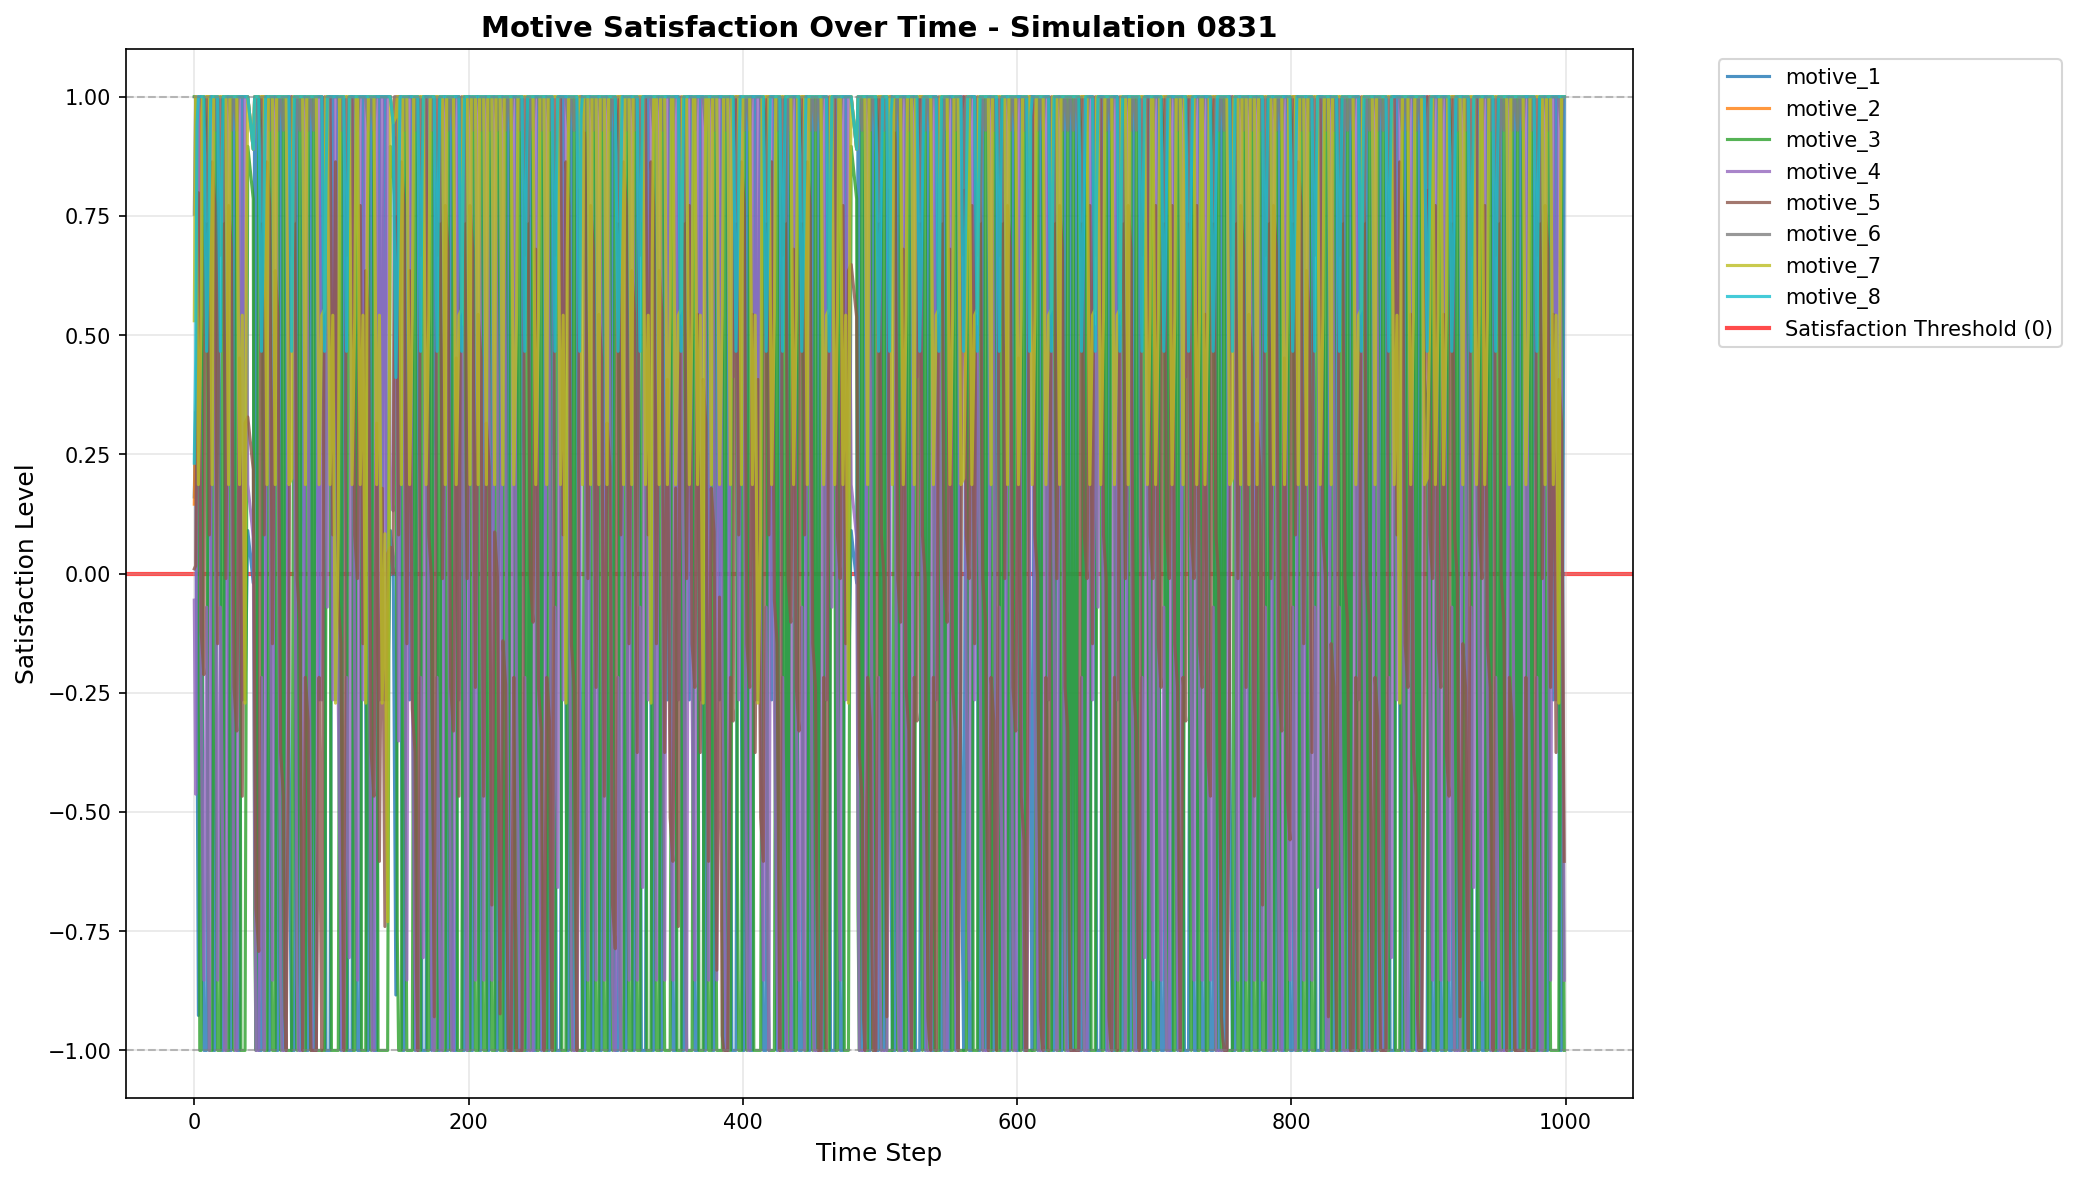 Motive Satisfaction Over Time - Simulation 0831
1.00
0.75
0.50
0.25
0.00
−0.25
−0.50
−0.75
−1.00
Satisfaction Level
0
200
400
600
800
1000
Time Step
motive_1
motive_2
motive_3
motive_4
motive_5
motive_6
motive_7
motive_8
Satisfaction Threshold (0)